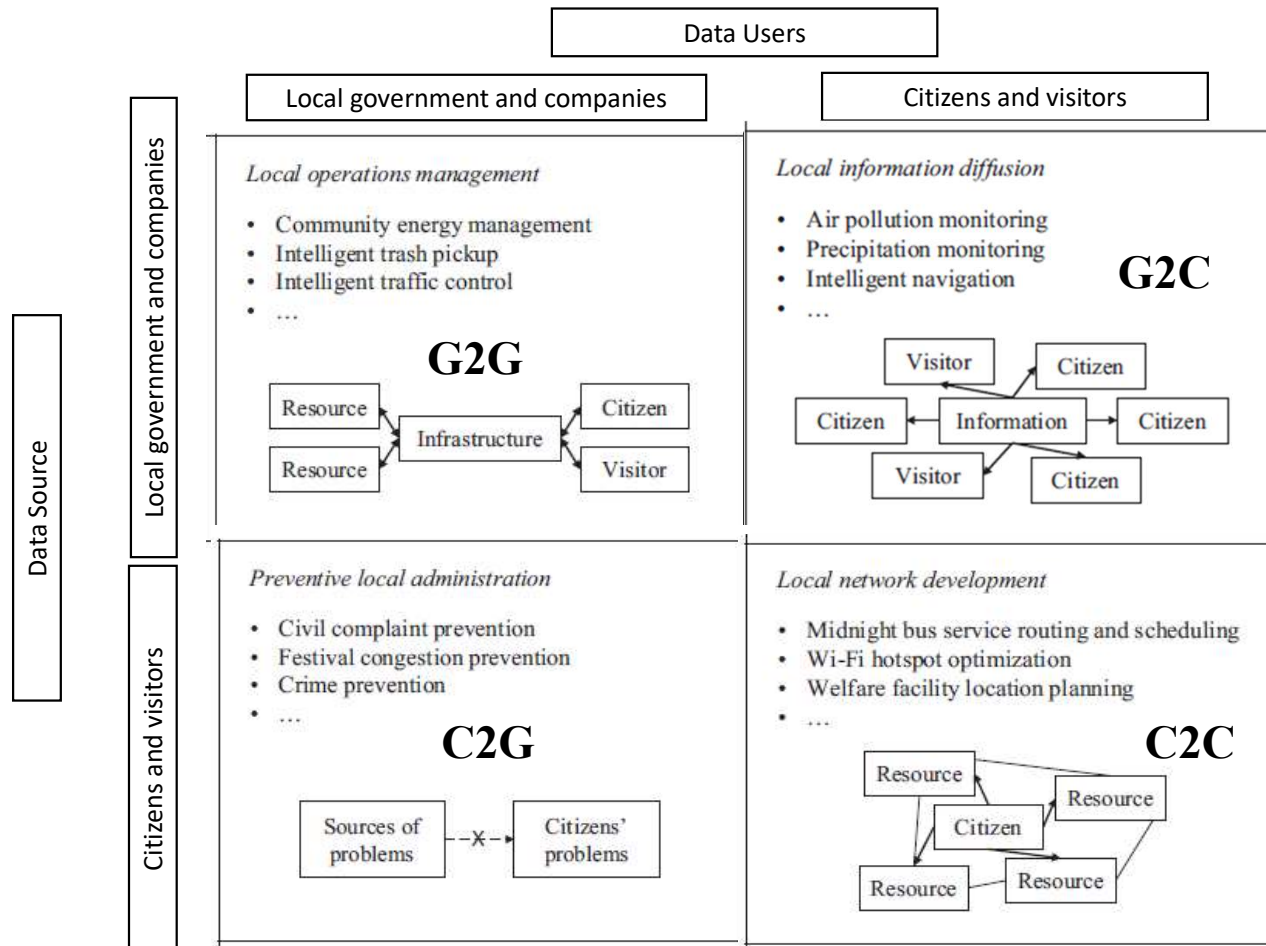 Data Users
Local government and companies
Citizens and visitors
Data Source
Local government and companies
Citizens and visitors
Local operations management
• Community energy management
• Intelligent trash pickup
• Intelligent traffic control
• …
G2G
Resource
Resource
Infrastructure
Citizen
Visitor
Local information diffusion
• Air pollution monitoring
• Precipitation monitoring
• Intelligent navigation
• …
G2C
Visitor
Citizen
Citizen
Information
Citizen
Visitor
Citizen
Preventive local administration
• Civil complaint prevention
• Festival congestion prevention
• Crime prevention
• …
C2G
Sources of
problems
X
Citizens'
problems
Local network development
• Midnight bus service routing and scheduling
• Wi-Fi hotspot optimization
• Welfare facility location planning
• …
C2C
Resource
Resource
Citizen
Resource
Resource